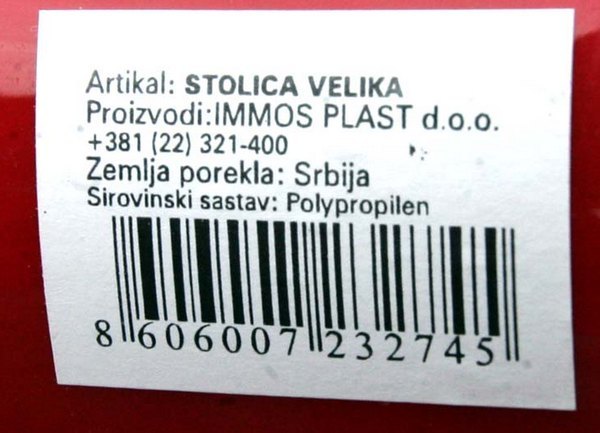 Artikal: STOLICA VELIKA
Proizvodi:IMMOS PLAST d.o.o.
+381 (22) 321-400
Zemlja porekla: Srbija
Sirovinski sastav: Polypropilen
8 606007 232745